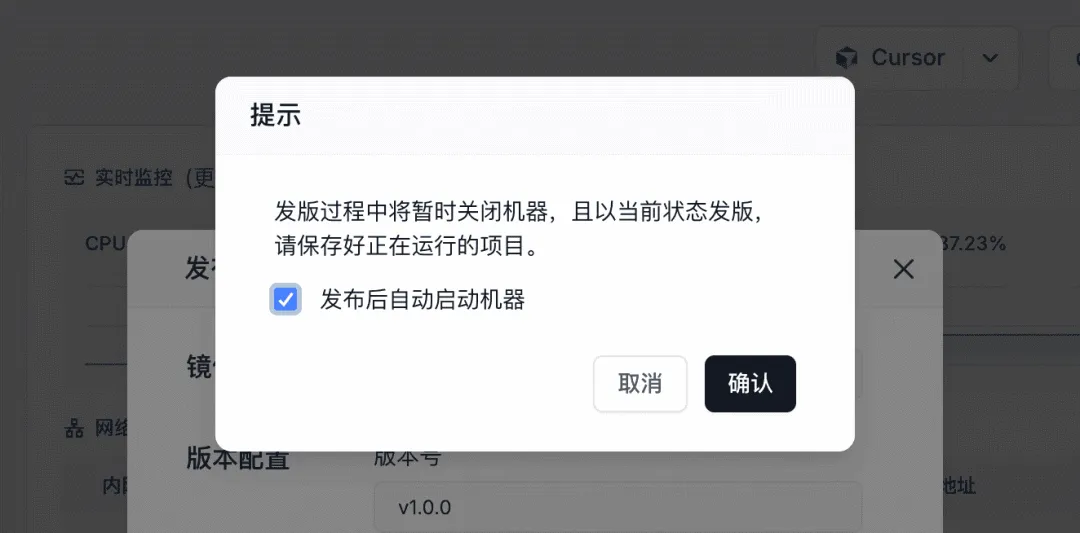 Cursor
提示
实时监控（更
发版过程中将暂时关闭机器，且以当前状态发版，
请保存好正在运行的项目。
CPU
37.23%
发布后自动启动机器
取消
确认
网络
版本配置
版本号
内
地址
v1.0.0